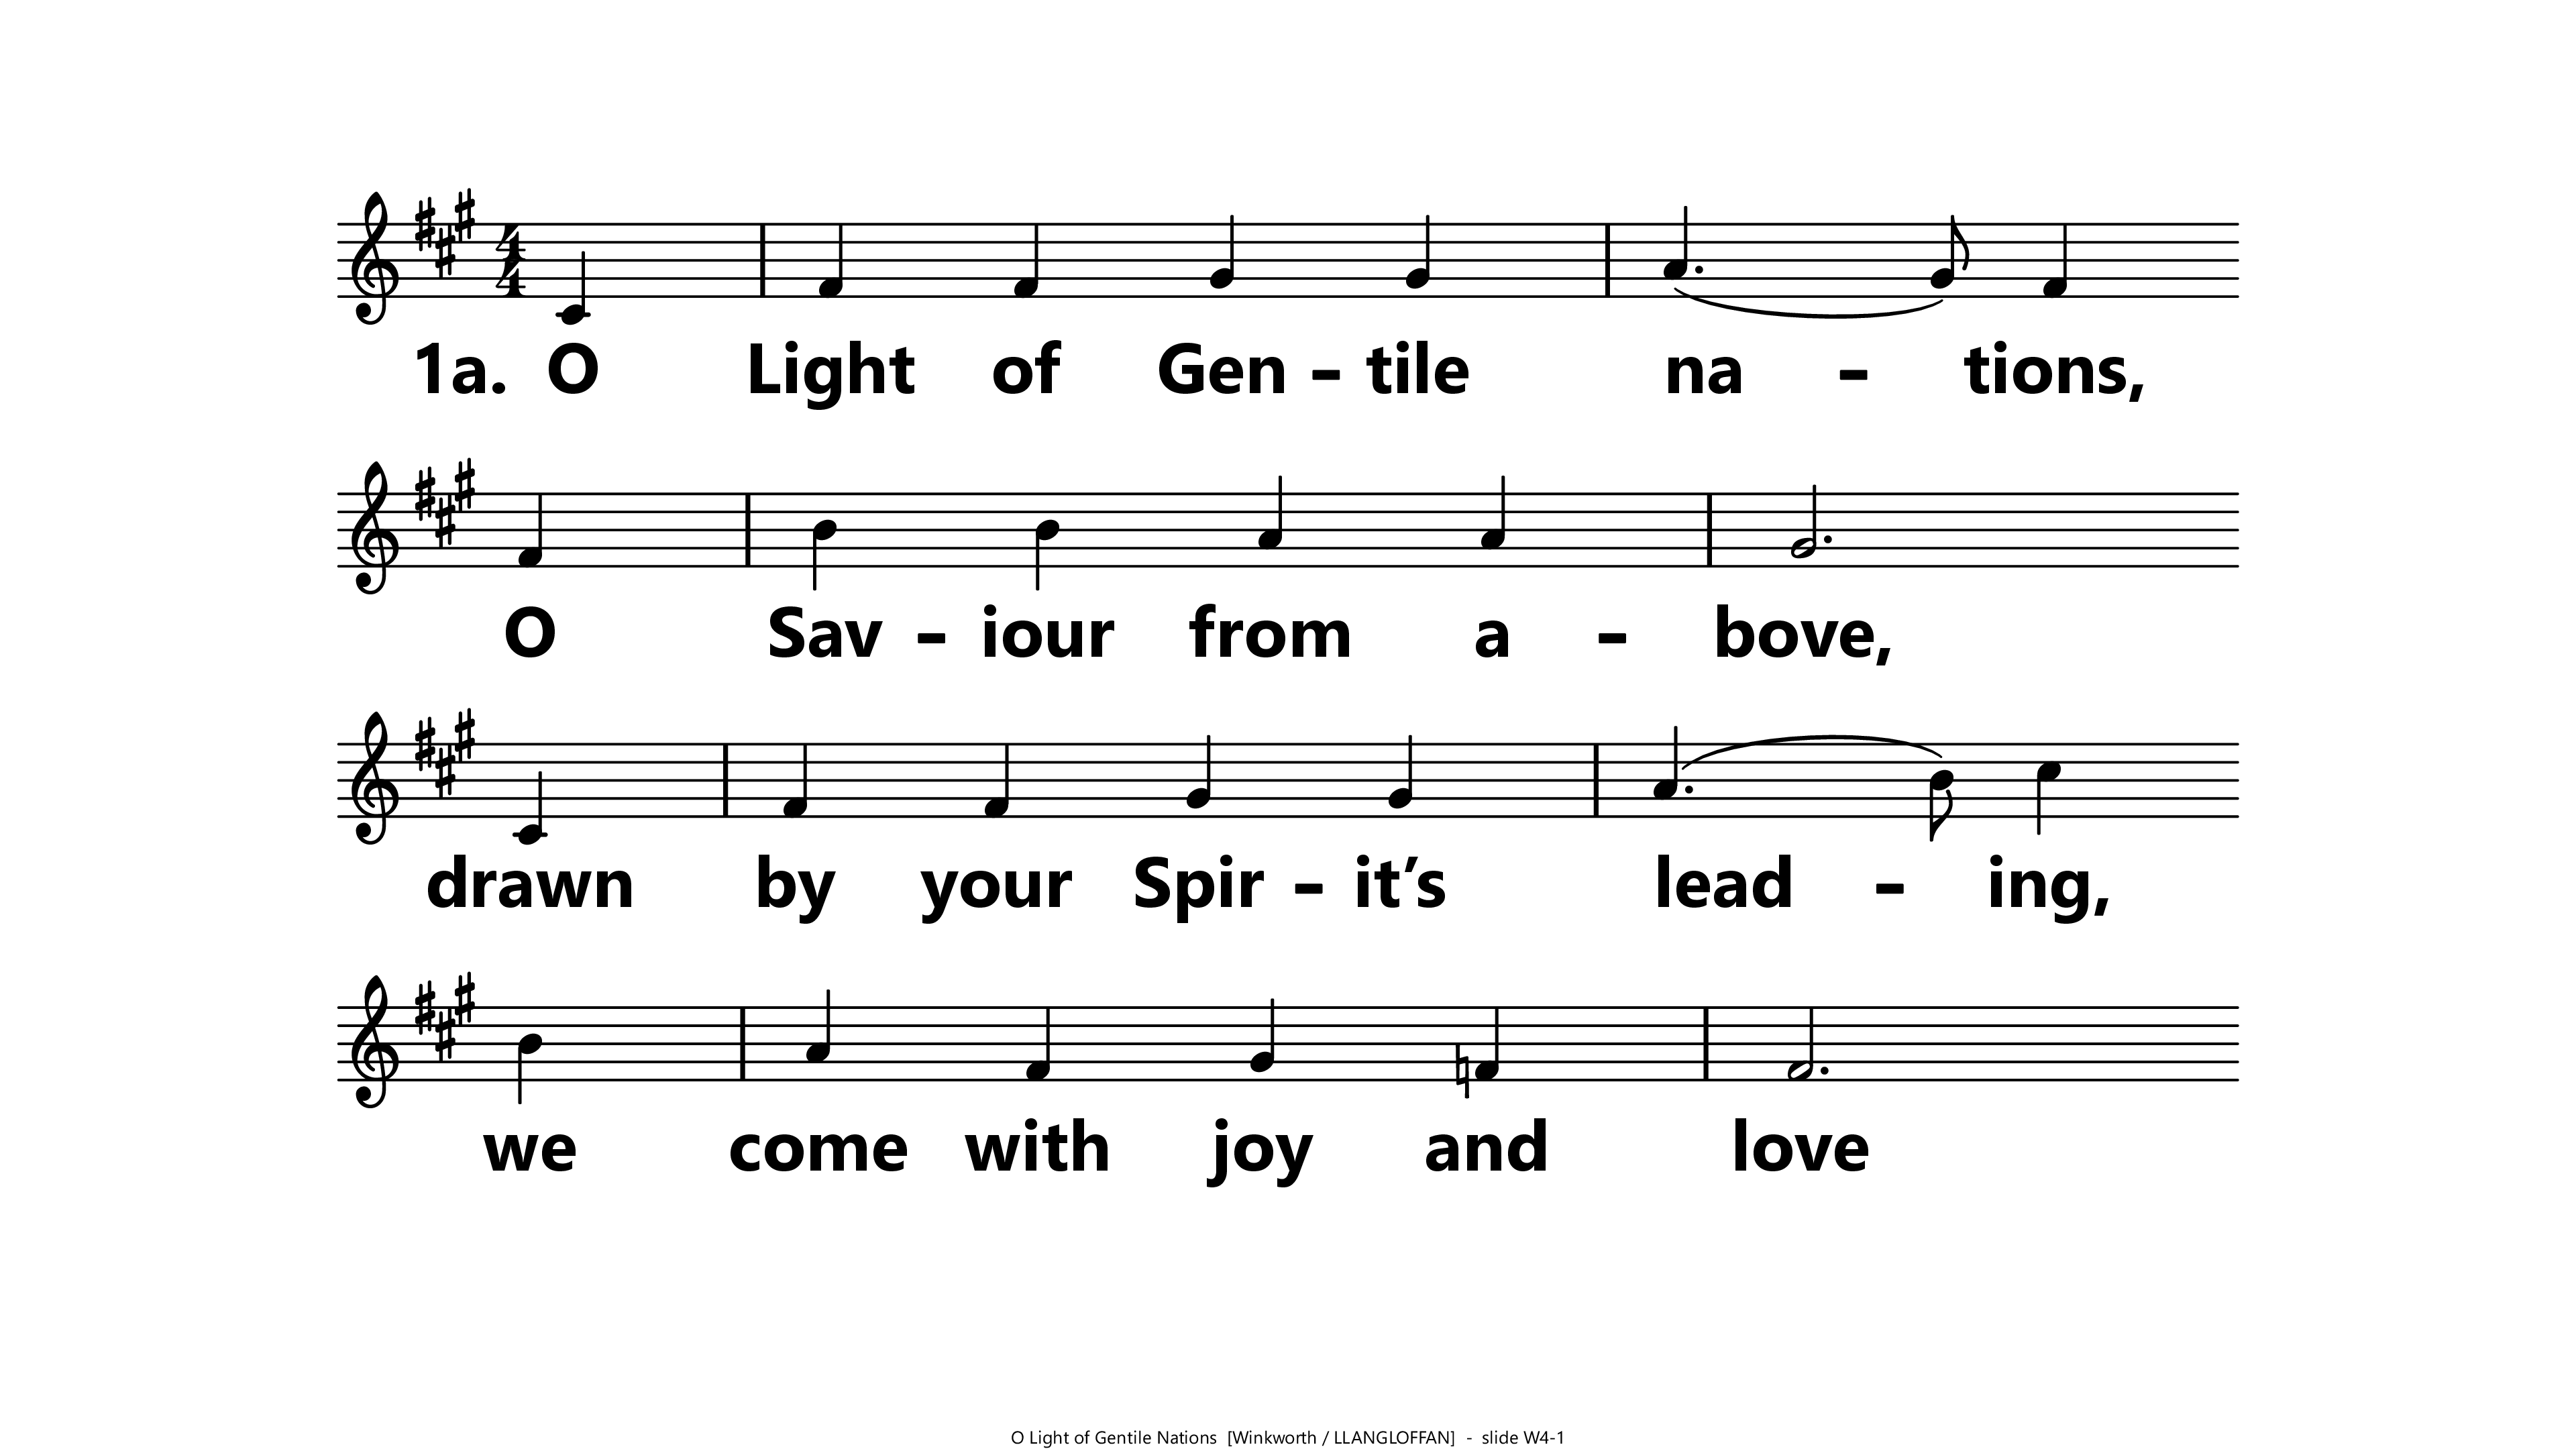 1a. O Light of Gen - tile na - tions,
O Sav - iour from a - bove,
drawn by your Spir - it’s lead - ing,
we come with joy and love
O Light of Gentile Nations [Winkworth / LLANGLOFFAN] - slide W4-1